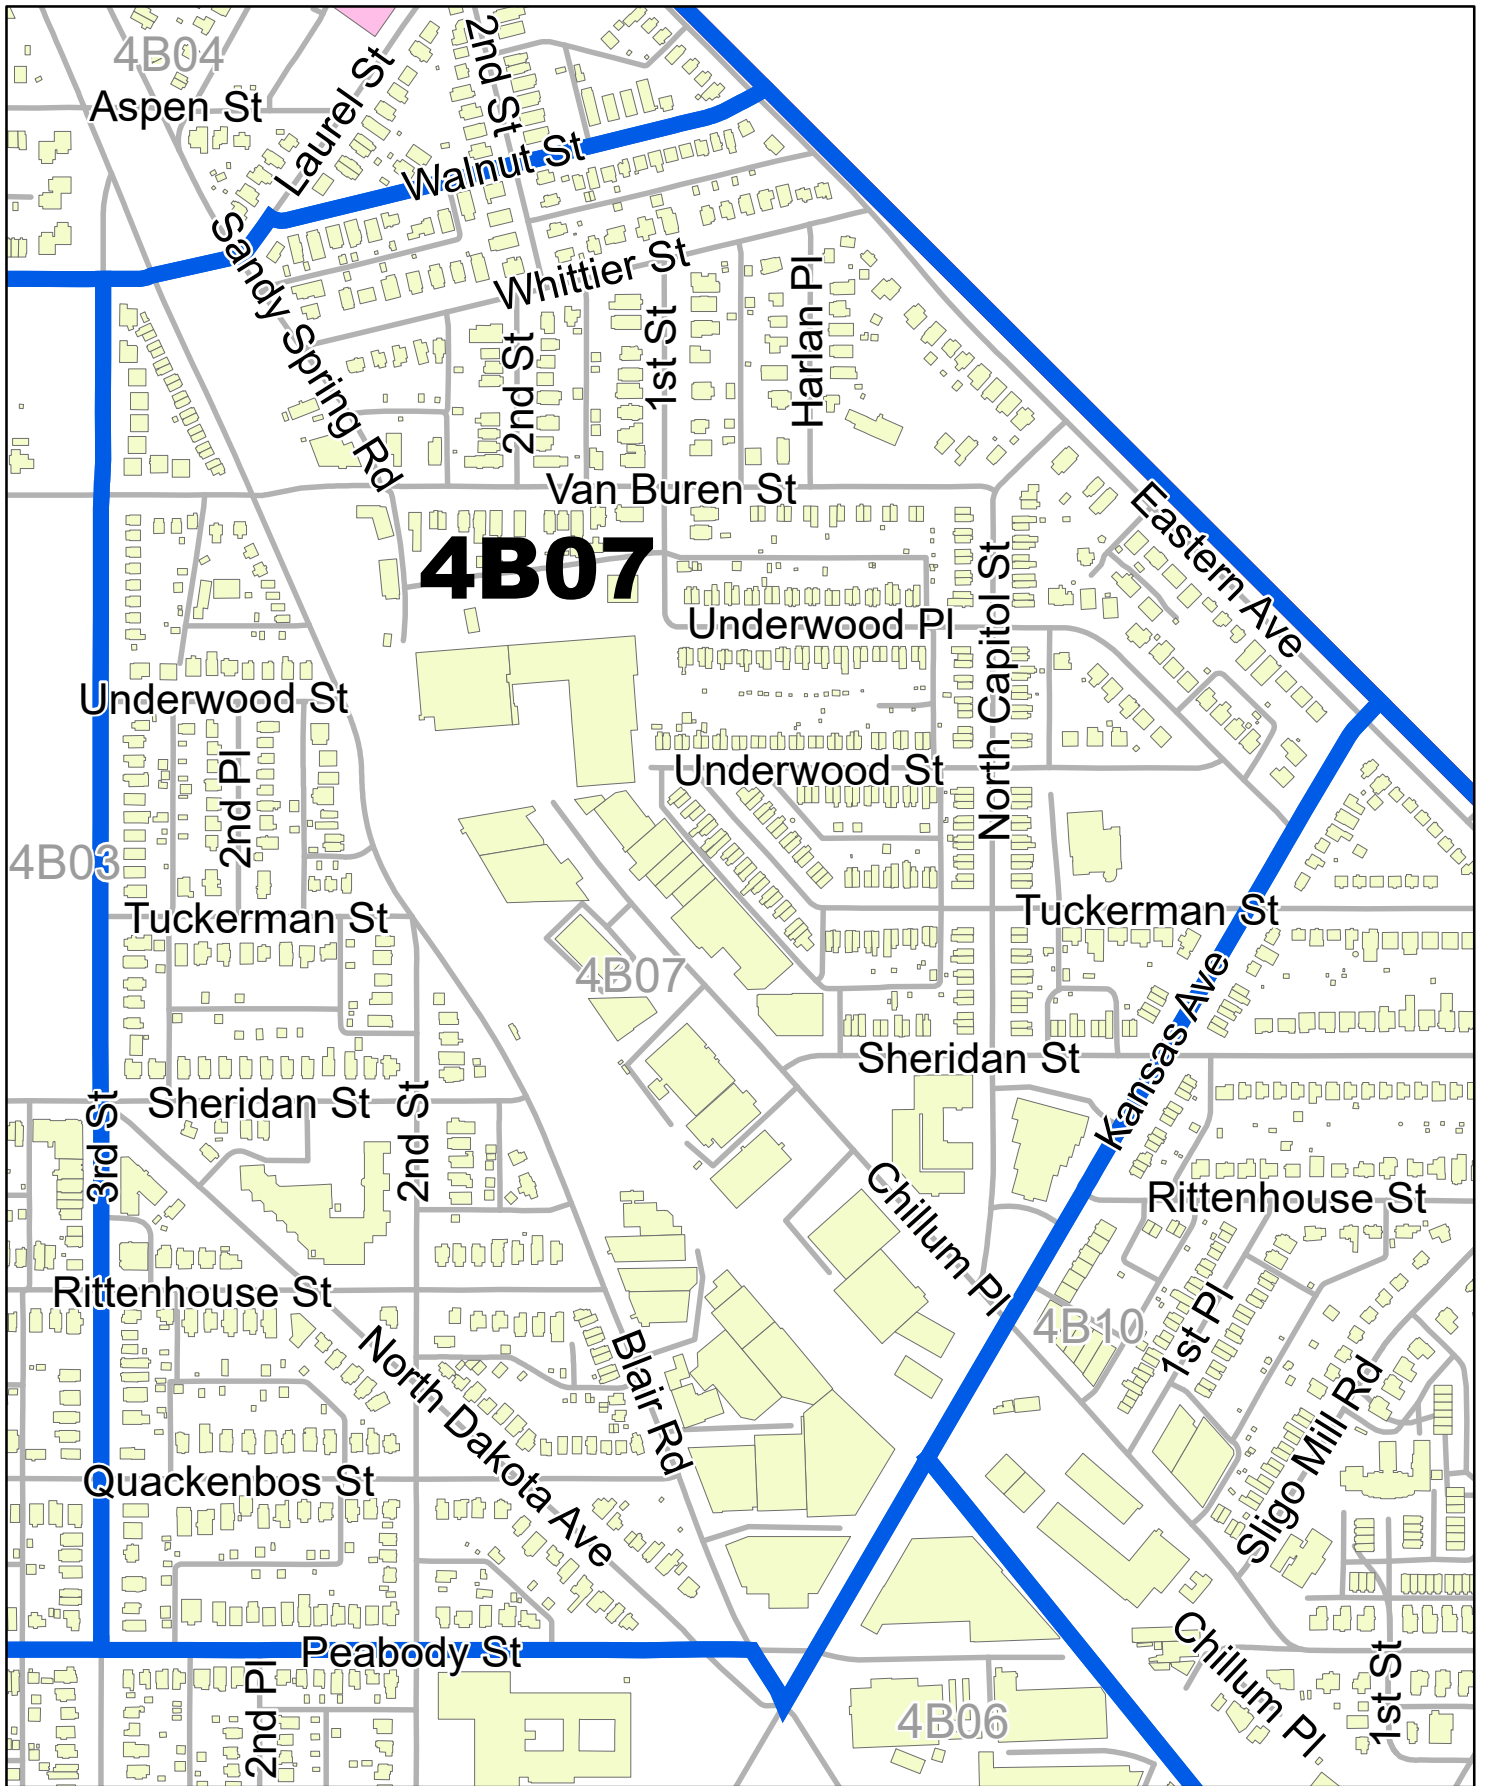 4B04
2nd St
Aspen St
Laurel St
Walnut St
Sandy Spring Rd
Whittier St
2nd St
1st St
Harlan Pl
Van Buren St
Eastern Ave
4B07
North Capitol St
Underwood Pl
Underwood St
2nd Pl
Underwood St
4B03
Tuckerman St
Tuckerman St
4B07
Kansas Ave
Sheridan St
3rd St
Sheridan St
2nd St
Chillum Pl
Rittenhouse St
Rittenhouse St
4B10
1st Pl
North Dakota Ave
Blair Rd
Sligo Mill Rd
Quackenbos St
Peabody St
2nd Pl
4B06
Chillum Pl
1st St